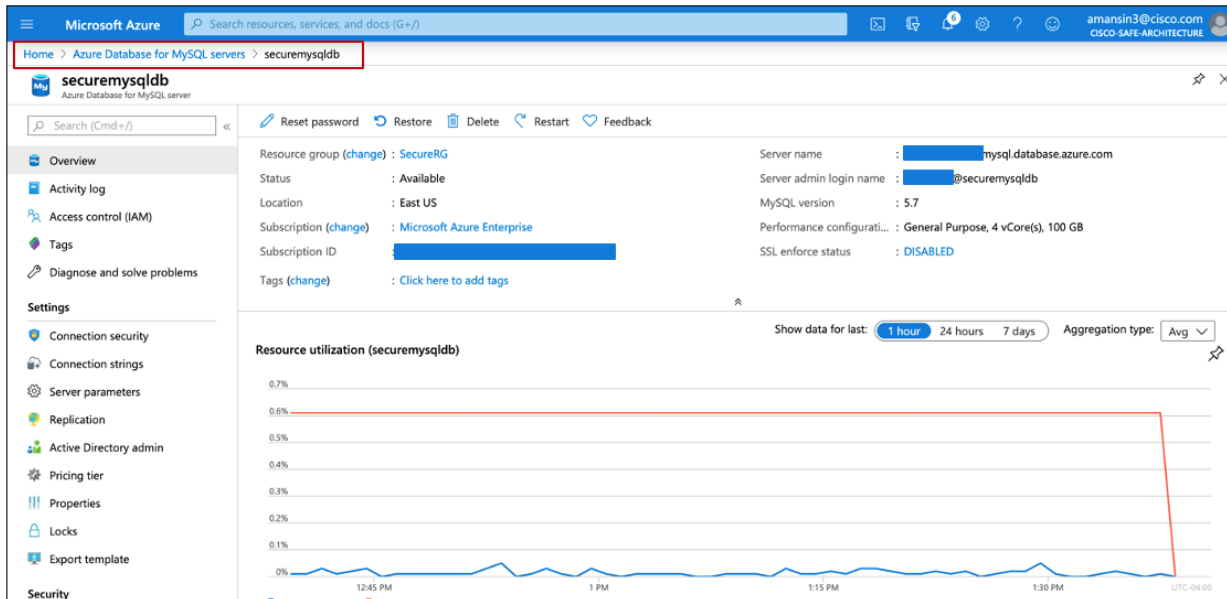 Microsoft Azure
Search resources, services, and docs (G+/)
6
amansin3@cisco.com
CISCO-SAFE-ARCHITECTURE
Home > Azure Database for MySQL servers > securemysqldb
My
securemysqldb
Azure Database for MySQL server
Search (Cmd+/)
«
Reset password
Restore
Delete
Restart
Feedback
Overview
Activity log
Access control (IAM)
Tags
Diagnose and solve problems
Settings
Connection security
Connection strings
Server parameters
Replication
Active Directory admin
Pricing tier
Properties
Locks
Export template
Security
Resource group (change) : SecureRG
Status : Available
Location : East US
Subscription (change) : Microsoft Azure Enterprise
Subscription ID :
Tags (change) : Click here to add tags
Server name : mysql.database.azure.com
Server admin login name : @securemysqldb
MySQL version : 5.7
Performance configurati... : General Purpose, 4 vCore(s), 100 GB
SSL enforce status : DISABLED
Show data for last: 1 hour 24 hours 7 days Aggregation type: Avg
Resource utilization (securemysqldb)
0.7%
0.6%
0.5%
0.4%
0.3%
0.2%
0.1%
0%
12:45 PM 1 PM 1:15 PM 1:30 PM UTC-04:00